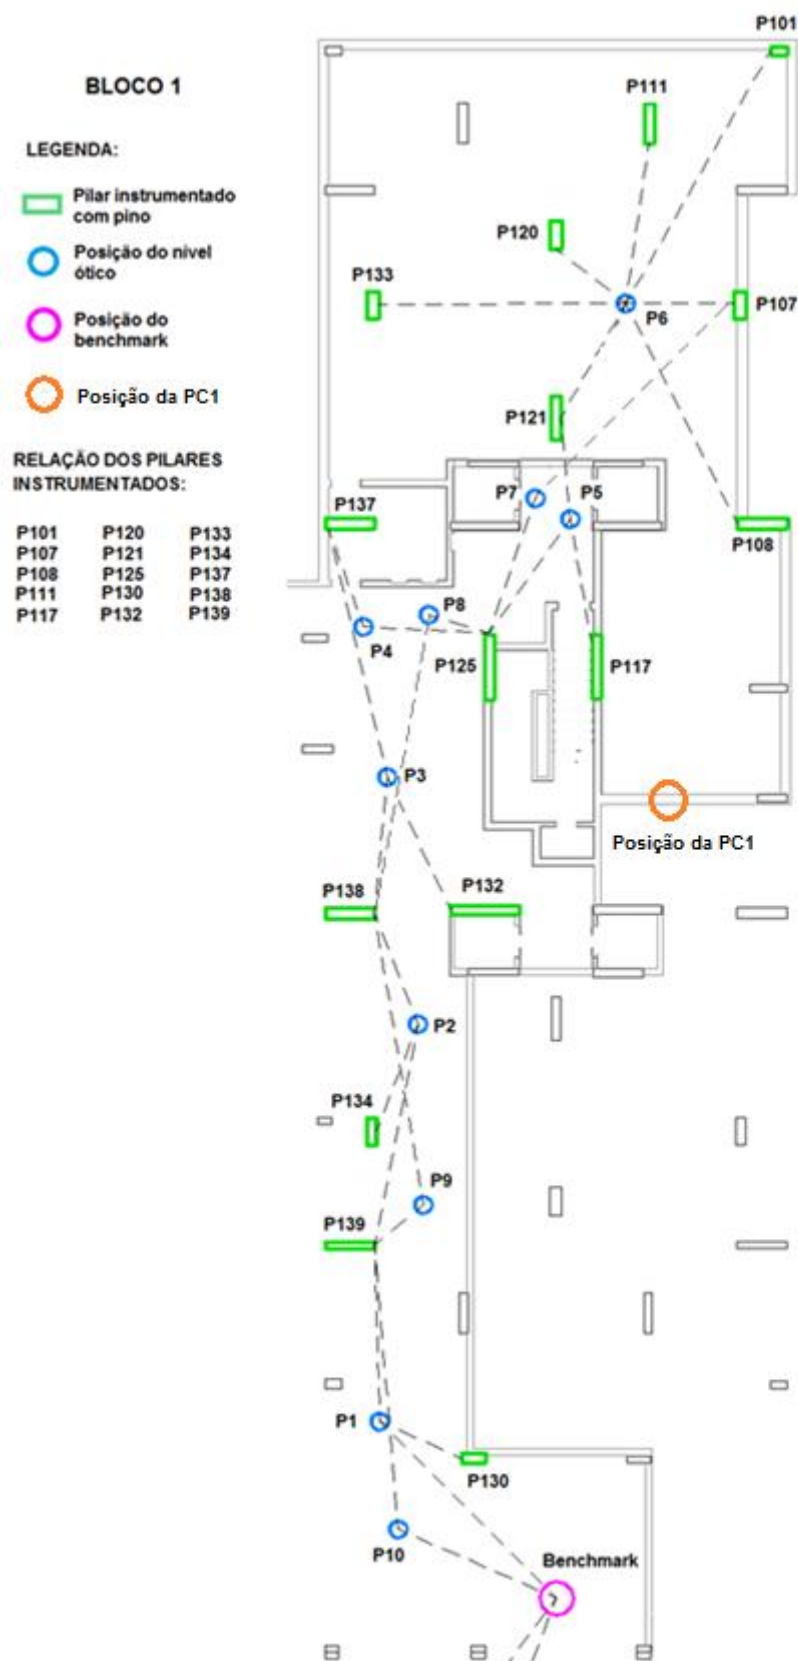 BLOCO 1
LEGENDA:
Pilar instrumentado
com pino
Posição do nível
ótico
Posição do
benchmark
Posição da PC1
RELAÇÃO DOS PILARES
INSTRUMENTADOS:
P101 P120 P133
P107 P121 P134
P108 P125 P137
P111 P130 P138
P117 P132 P139
P101
P111
P120
P133
P6
P107
P121
P7
P5
P137
P108
P8
P4
P125
P117
P3
Posição da PC1
P138
P132
P2
P134
P9
P139
P1
P130
P10
Benchmark